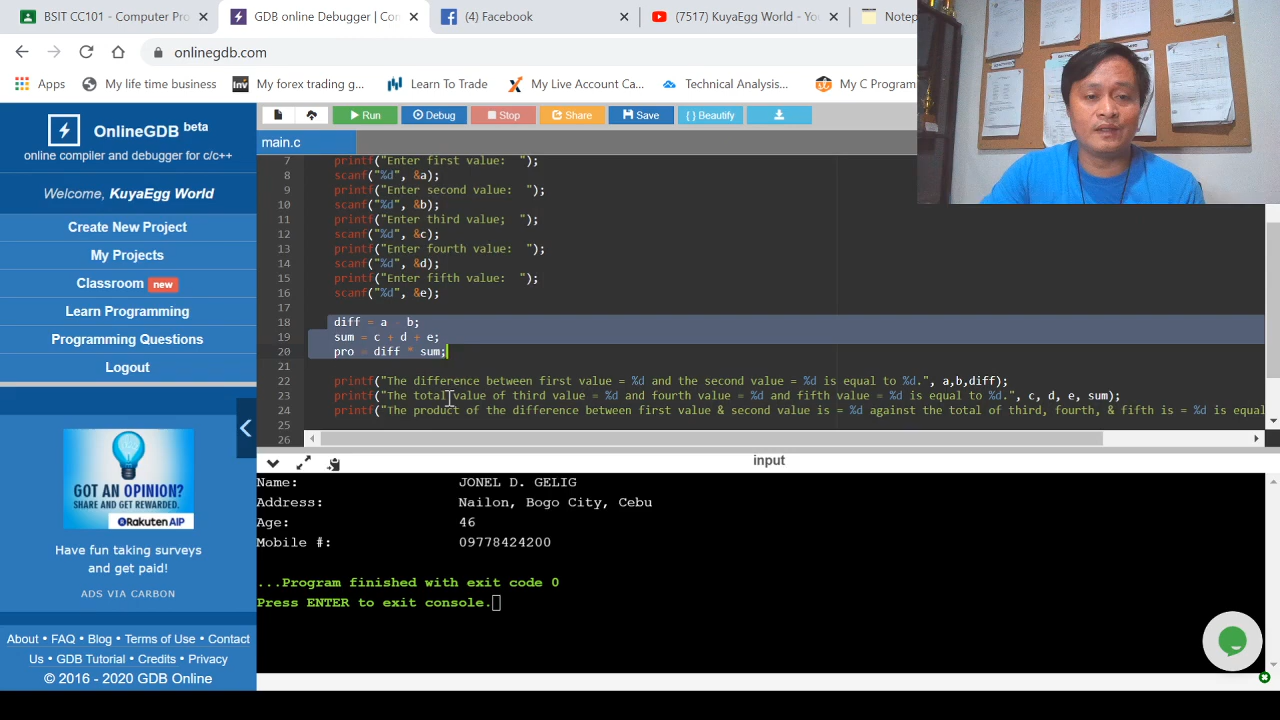 BSIT CC101 - Computer Pro
GDB online Debugger | Con
(4) Facebook
(7517) KuyaEgg World - You
Notep
onlinegdb.com
Apps
My life time business
My forex trading g...
Learn To Trade
My Live Account Ca...
Technical Analysis...
My C Program
OnlineGDB beta
online compiler and debugger for c/c++
Welcome, KuyaEgg World
Create New Project
My Projects
Classroom new
Learn Programming
Programming Questions
Logout
GOT AN OPINION?
SHARE AND GET REWARDED.
Rakuten AIP
Have fun taking surveys
and get paid!
ADS VIA CARBON
About • FAQ • Blog • Terms of Use • Contact
Us • GDB Tutorial • Credits • Privacy
© 2016 - 2020 GDB Online
Run
Debug
Stop
Share
Save
{ } Beautify
main.c
7 printf("Enter first value:  ");
8 scanf("%d", &a);
9 printf("Enter second value:  ");
10 scanf("%d", &b);
11 printf("Enter third value;  ");
12 scanf("%d", &c);
13 printf("Enter fourth value:  ");
14 scanf("%d", &d);
15 printf("Enter fifth value:  ");
16 scanf("%d", &e);
17
18 diff = a - b;
19 sum = c + d + e;
20 pro = diff * sum;
21
22 printf("The difference between first value = %d and the second value = %d is equal to %d.", a,b,diff);
23 printf("The total value of third value = %d and fourth value = %d and fifth value = %d is equal to %d.", c, d, e, sum);
24 printf("The product of the difference between first value & second value is = %d against the total of third, fourth, & fifth is = %d is equal
25
26
input
Name: JONEL D. GELIG
Address: Nailon, Bogo City, Cebu
Age: 46
Mobile #: 09778424200
...Program finished with exit code 0
Press ENTER to exit console.